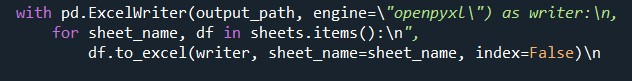 with pd.ExcelWriter(output_path, engine=\"openpyxl\") as writer:\n,
for sheet_name, df in sheets.items():\n",
df.to_excel(writer, sheet_name=sheet_name, index=False)\n